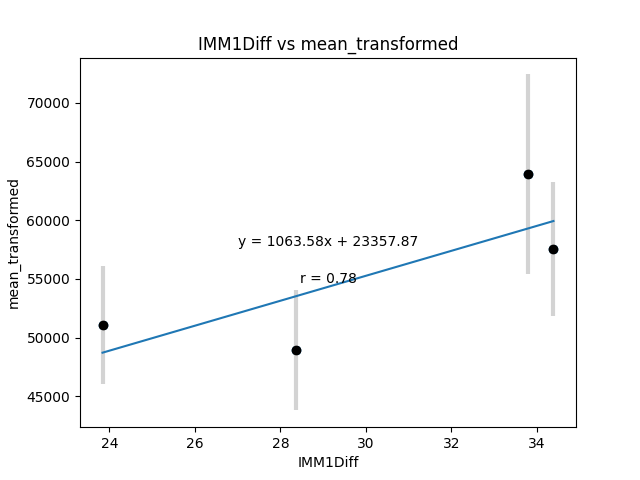 IMM1Diff vs mean_transformed
70000
65000
60000
55000
50000
45000
mean_transformed
y = 1063.58x + 23357.87
r = 0.78
24 26 28 30 32 34
IMM1Diff